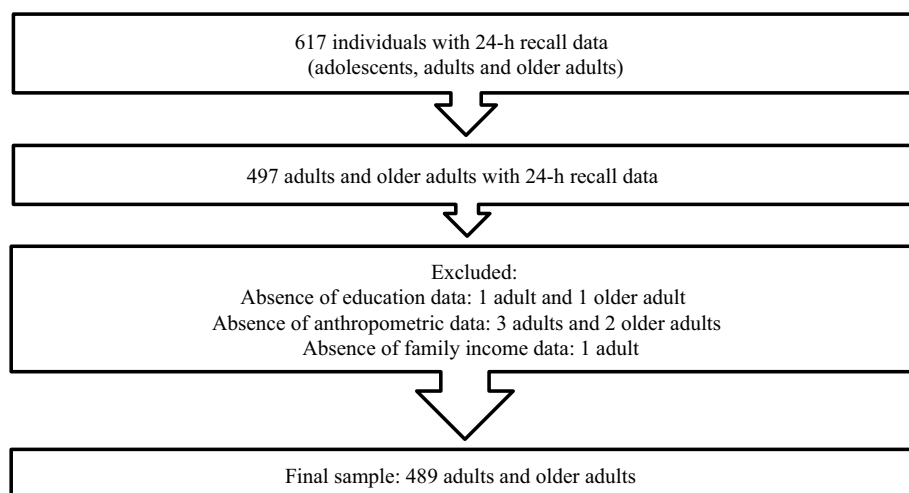 617 individuals with 24-h recall data
(adolescents, adults and older adults)
497 adults and older adults with 24-h recall data
Excluded:
Absence of education data: 1 adult and 1 older adult
Absence of anthropometric data: 3 adults and 2 older adults
Absence of family income data: 1 adult
Final sample: 489 adults and older adults